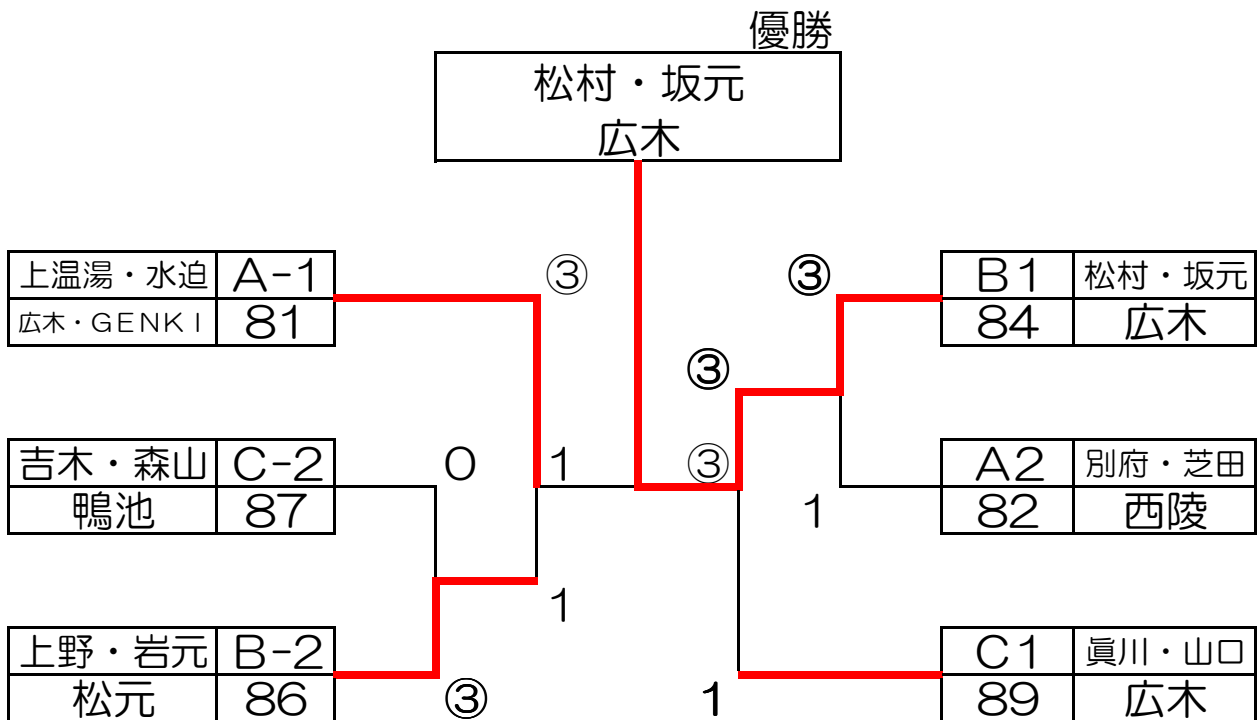 優勝
松村・坂元
広木
上温湯・水迫 A-1 ③ ③ B1 松村・坂元
広木・GENKI 81 84 広木
③
吉木・森山 C-2 0 1 ③ A2 別府・芝田
鴨池 87 1 82 西陵
1
上野・岩元 B-2 C1 眞川・山口
松元 86 ③ 1 89 広木